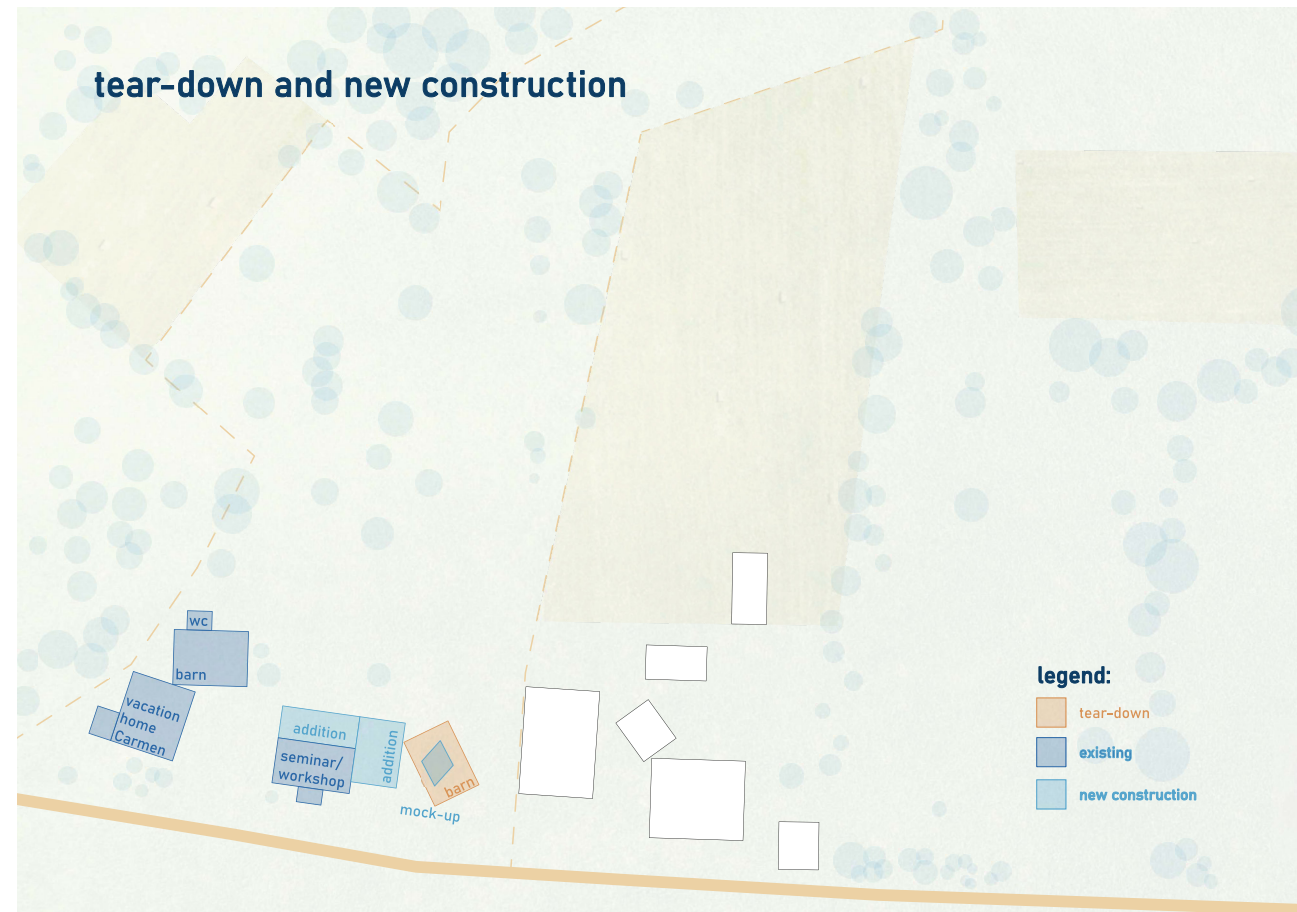 tear-down and new construction
wc
barn
vacation
home
Carmen
addition
seminar/
workshop
addition
barn
mock-up
legend:
tear-down
existing
new construction